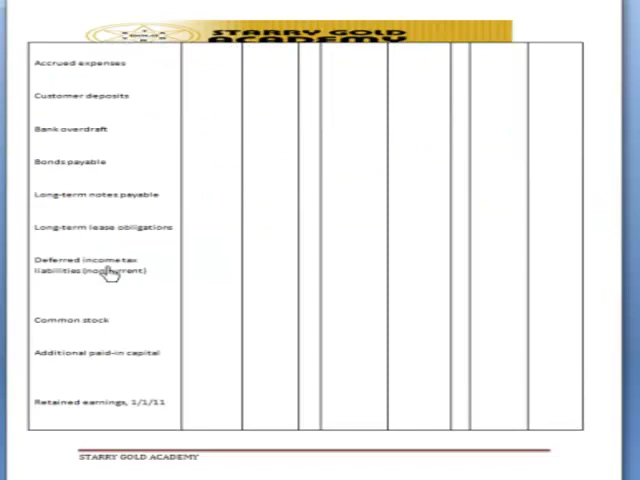 STARRY GOLD
ACADEMY
Accrued expenses
Customer deposits
Bank overdraft
Bonds payable
Long-term notes payable
Long-term lease obligations
Deferred income tax
liabilities (noncurrent)
Common stock
Additional paid-in capital
Retained earnings, 1/1/11
STARRY GOLD ACADEMY